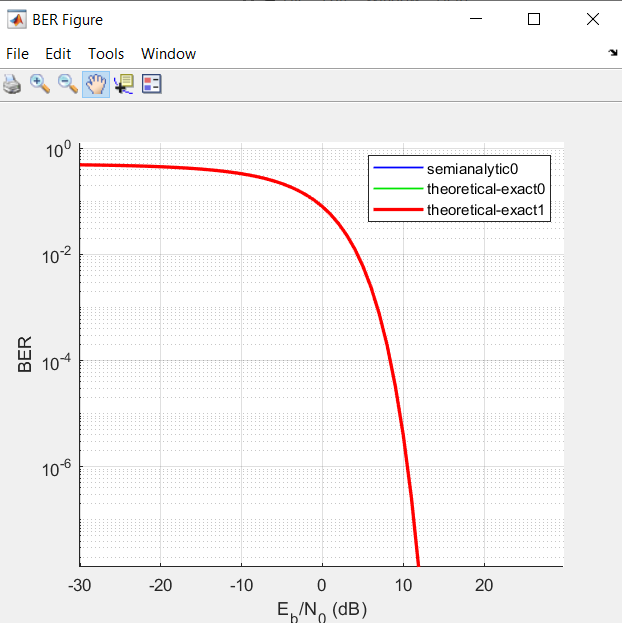 BER Figure
File Edit Tools Window
semianalytic0
theoretical-exact0
theoretical-exact1
10^0
10^-2
10^-4
10^-6
BER
-30 -20 -10 0 10 20
E_b/N_0 (dB)